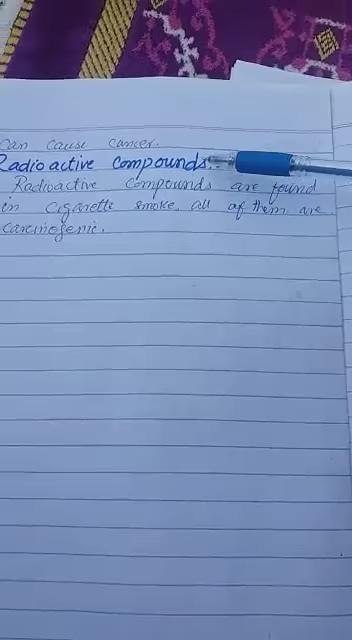 can cause cancer.
Radioactive compounds:-
Radioactive compounds are found
in cigarette smoke. all of them are
carcinogenic.